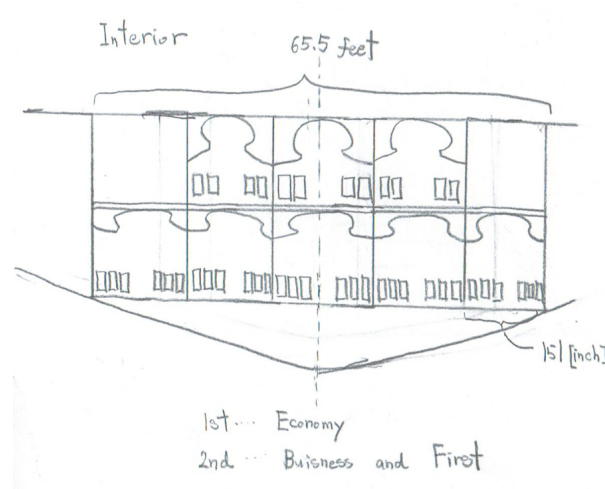 Interior
65.5 feet
151 [inch]
1st ... Economy
2nd ... Buisness and First